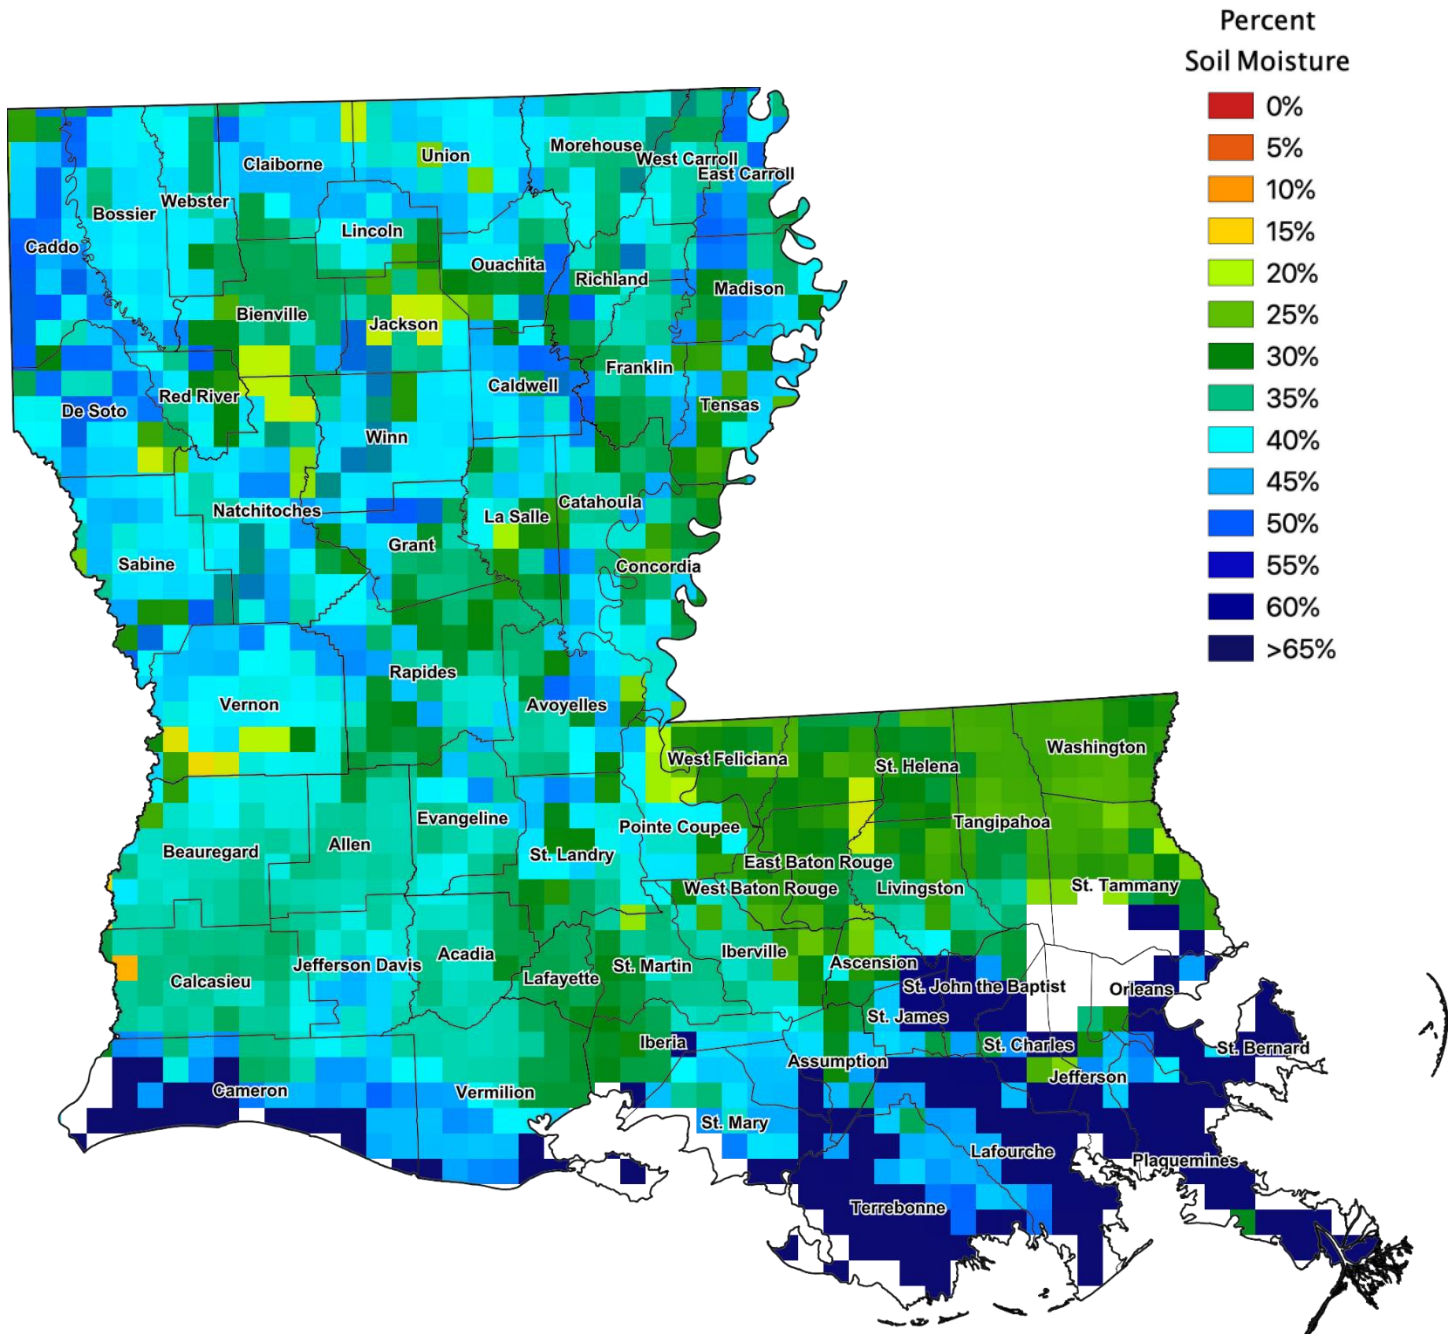 Percent
Soil Moisture
0%
5%
10%
15%
20%
25%
30%
35%
40%
45%
50%
55%
60%
>65%
Morehouse
Union
West Carroll
Claiborne
East Carroll
Webster
Bossier
Lincoln
Caddo
Ouachita
Richland
Madison
Bienville
Jackson
Franklin
Caldwell
Red River
Tensas
De Soto
Winn
Catahoula
Natchitoches
La Salle
Grant
Sabine
Concordia
Rapides
Vernon
Avoyelles
Washington
West Feliciana
St. Helena
Evangeline
Tangipahoa
Pointe Coupee
Allen
Beauregard
St. Landry
East Baton Rouge
St. Tammany
West Baton Rouge
Livingston
Iberville
Acadia
Ascension
Jefferson Davis
St. Martin
Lafayette
Calcasieu
St. John the Baptist
Orleans
St. James
Iberia
St. Charles
St. Bernard
Assumption
Jefferson
Cameron
Vermilion
St. Mary
Lafourche
Plaquemines
Terrebonne